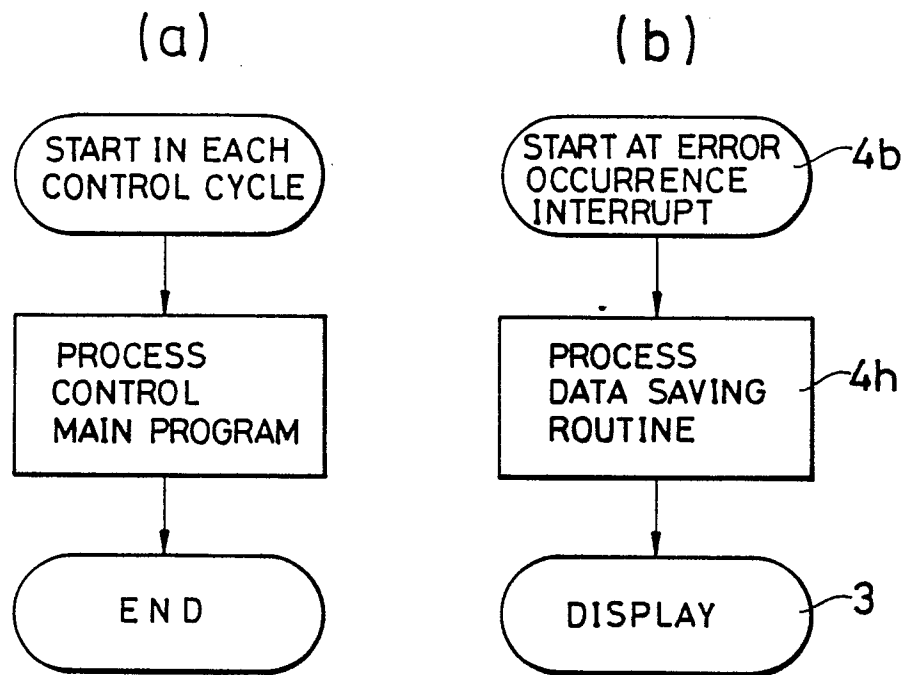 (a)
START IN EACH
CONTROL CYCLE
PROCESS
CONTROL
MAIN PROGRAM
END
(b)
START AT ERROR
OCCURRENCE
INTERRUPT
4b
PROCESS
DATA SAVING
ROUTINE
4h
DISPLAY
3